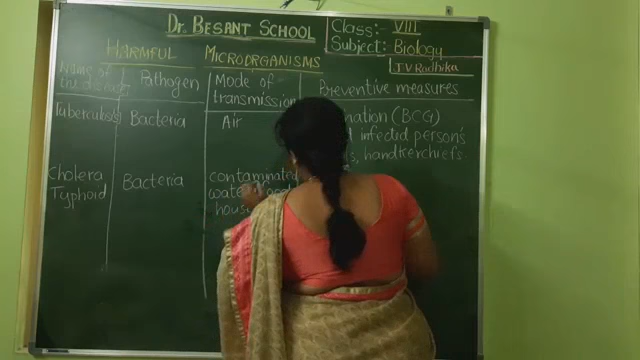 Dr. BESANT SCHOOL
Class:- VIII
Subject: Biology
J V Radhika
HARMFUL MICROORGANISMS
Name of the disease
Pathogen
Mode of transmission
Preventive measures
Tuberculosis
Bacteria
Air
nation (BCG)
infected person's
handkerchiefs
cholera
Typhoid
Bacteria
contaminated
water
hous